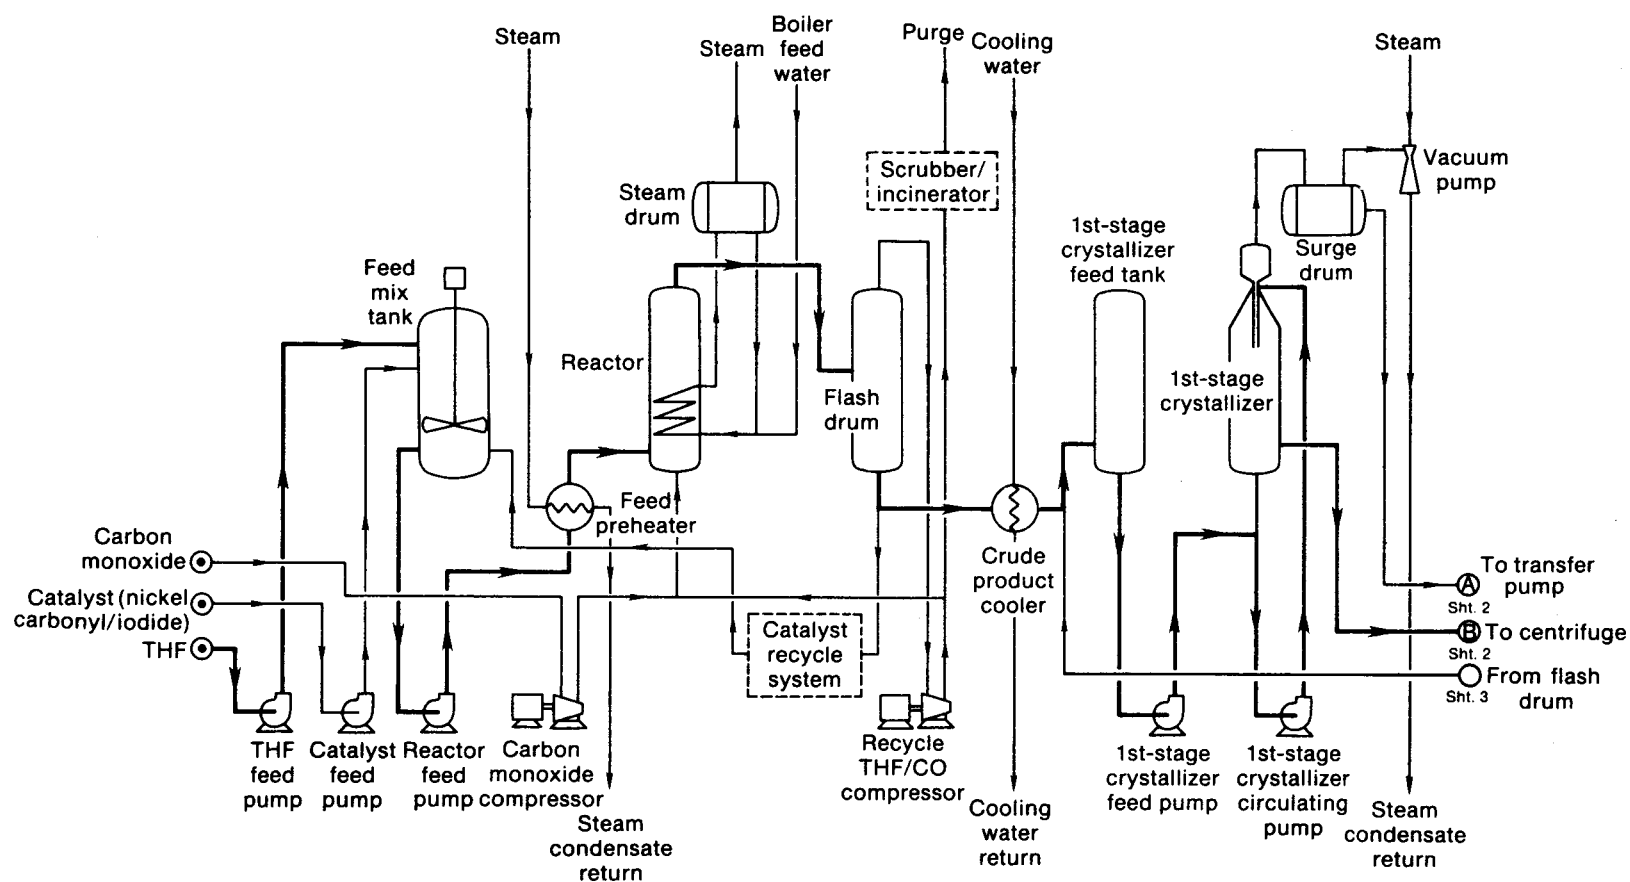 Steam
Steam
Boiler
feed
water
Purge
Cooling
water
Steam
Scrubber/
incinerator
Vacuum
pump
Steam
drum
1st-stage
crystallizer
feed tank
Surge
drum
Feed
mix
tank
Reactor
Flash
drum
1st-stage
crystallizer
Feed
preheater
Carbon
monoxide
Crude
product
cooler
To transfer
pump
A
Sht. 2
Catalyst (nickel
carbonyl/iodide)
THF
Catalyst
recycle
system
B
To centrifuge
Sht. 2
From flash
drum
Sht. 3
THF
feed
pump
Catalyst
feed
pump
Reactor
feed
pump
Carbon
monoxide
compressor
Recycle
THF/CO
compressor
1st-stage
crystallizer
feed pump
1st-stage
crystallizer
circulating
pump
Steam
condensate
return
Cooling
water
return
Steam
condensate
return